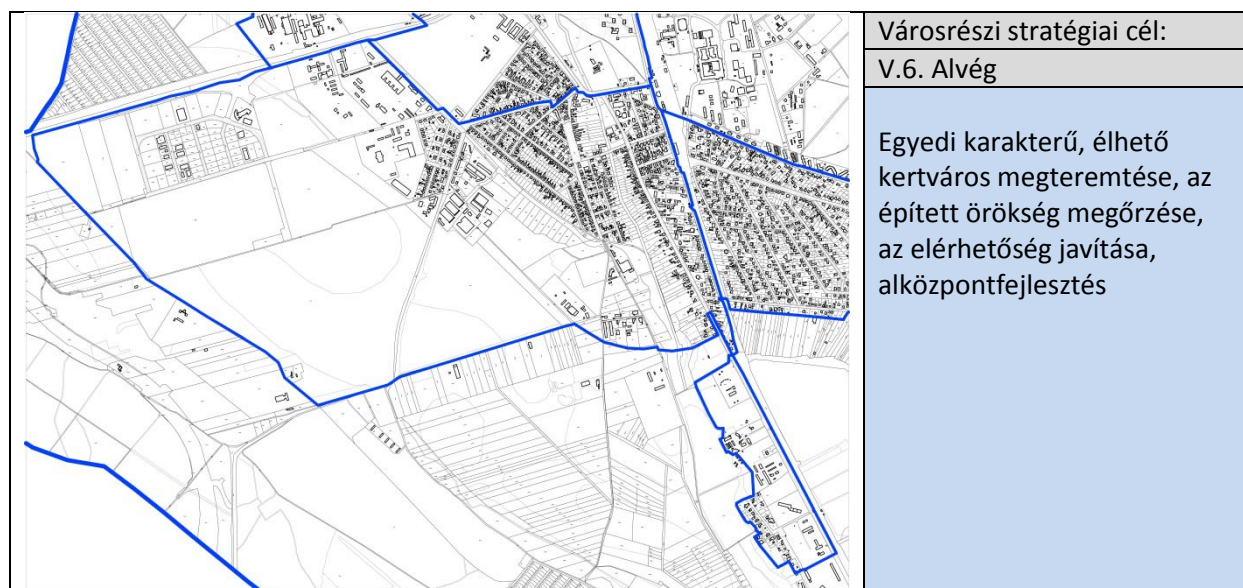 Városrészi stratégiai cél:
V.6. Alvég
Egyedi karakterű, élhető
kertváros megteremtése, az
épített örökség megőrzése,
az elérhetőség javítása,
alközpontfejlesztés